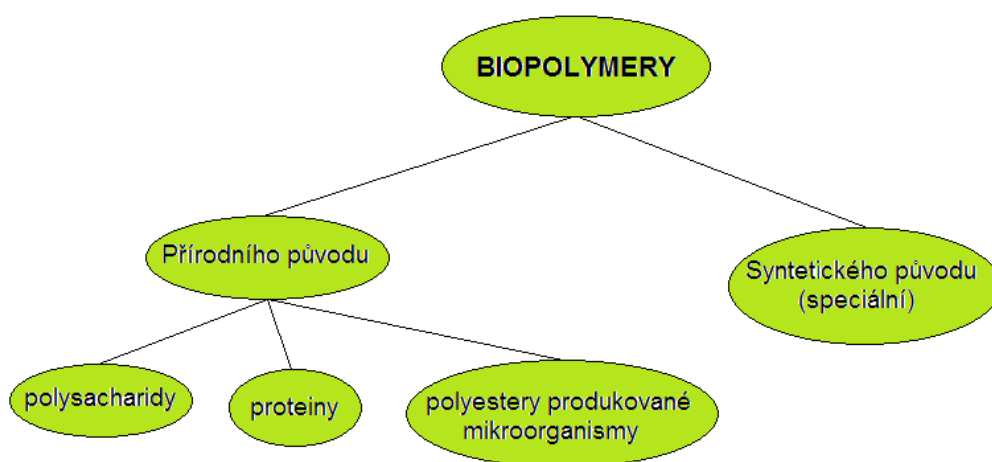 BIOPOLYMERY
Přírodního původu
Syntetického původu
(speciální)
polysacharidy
proteiny
polyestery produkované
mikroorganismy